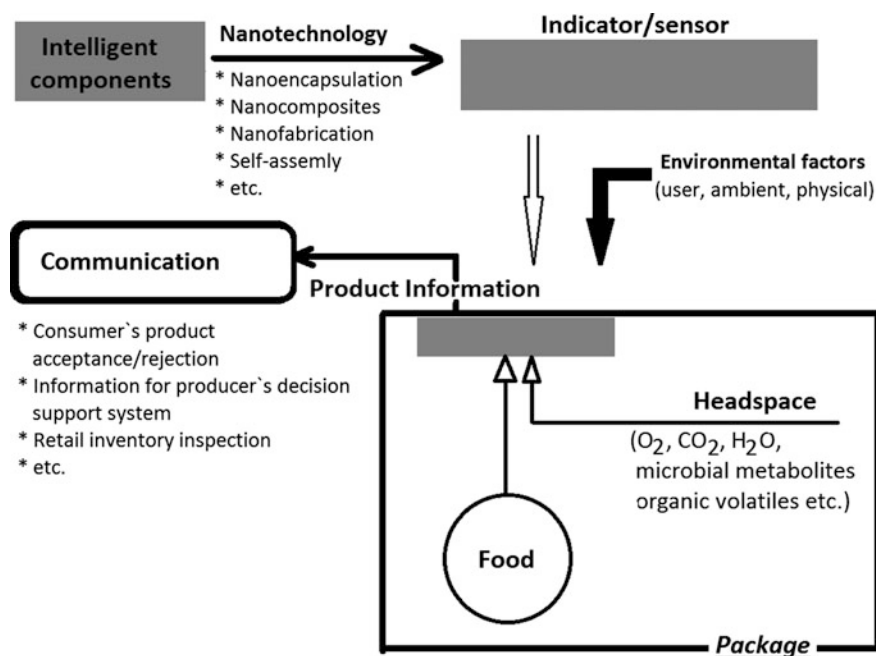 Intelligent
components
Nanotechnology
* Nanoencapsulation
* Nanocomposites
* Nanofabrication
* Self-assemly
* etc.
Indicator/sensor
Environmental factors
(user, ambient, physical)
Communication
Product Information
* Consumer`s product
acceptance/rejection
* Information for producer`s decision
support system
* Retail inventory inspection
* etc.
Headspace
(O₂, CO₂, H₂O,
microbial metabolites
organic volatiles etc.)
Food
Package